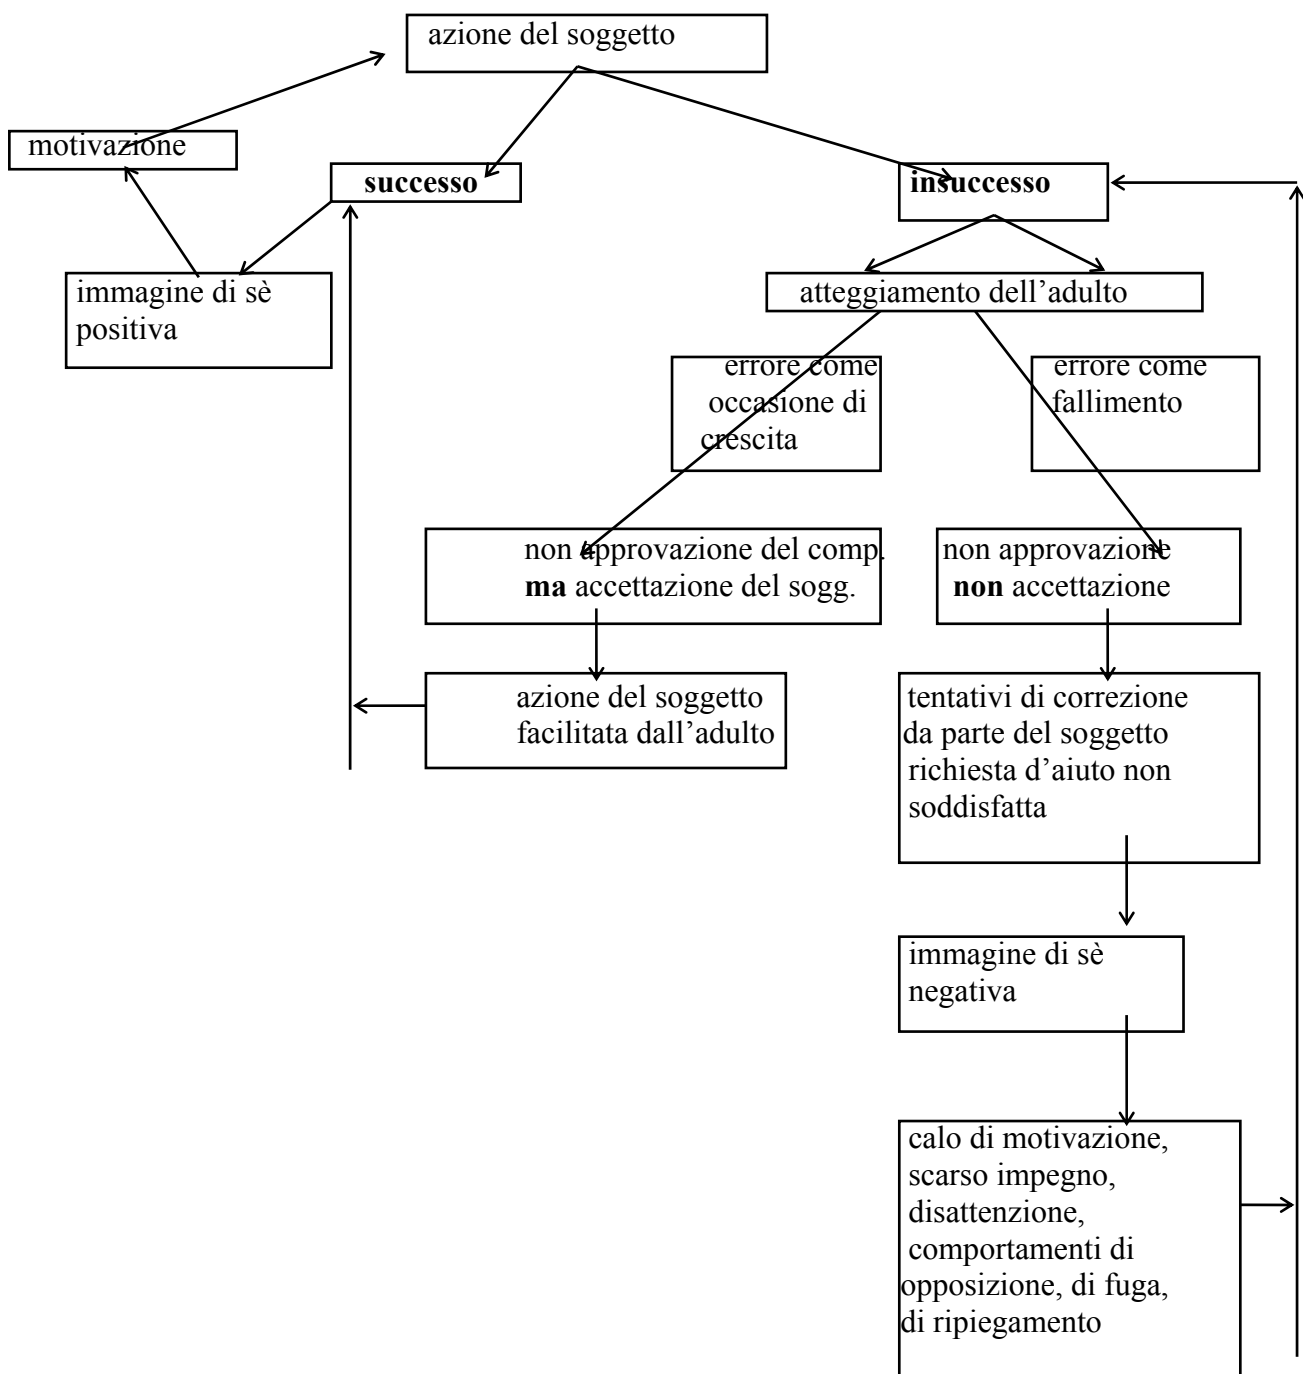 azione del soggetto
motivazione
successo
insuccesso
immagine di sè
positiva
atteggiamento dell’adulto
errore come
occasione di
crescita
errore come
fallimento
non approvazione del comp.
ma accettazione del sogg.
non approvazione
non accettazione
azione del soggetto
facilitata dall’adulto
tentativi di correzione
da parte del soggetto
richiesta d’aiuto non
soddisfatta
immagine di sè
negativa
calo di motivazione,
scarso impegno,
disattenzione,
comportamenti di
opposizione, di fuga,
di ripiegamento